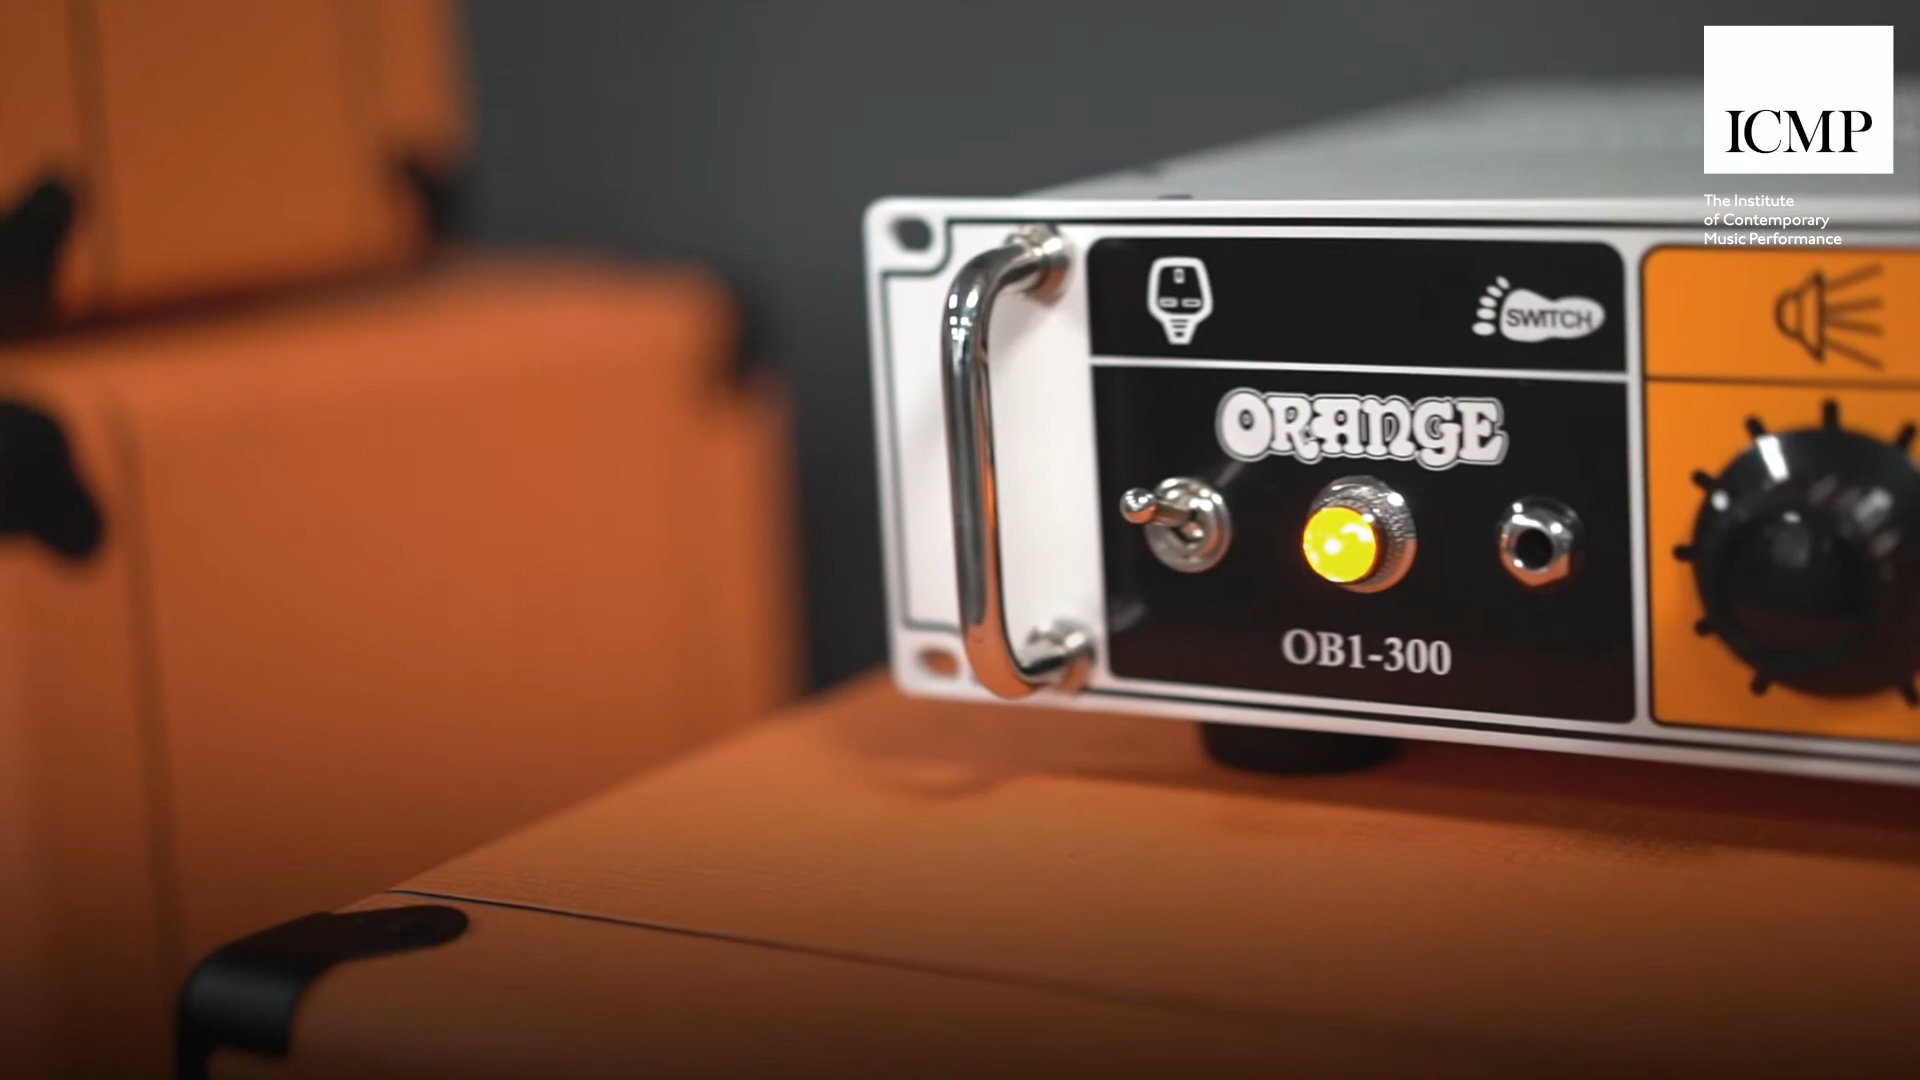 ICMP
The Institute
of Contemporary
Music Performance
SWITCH
ORANGE
OB1-300